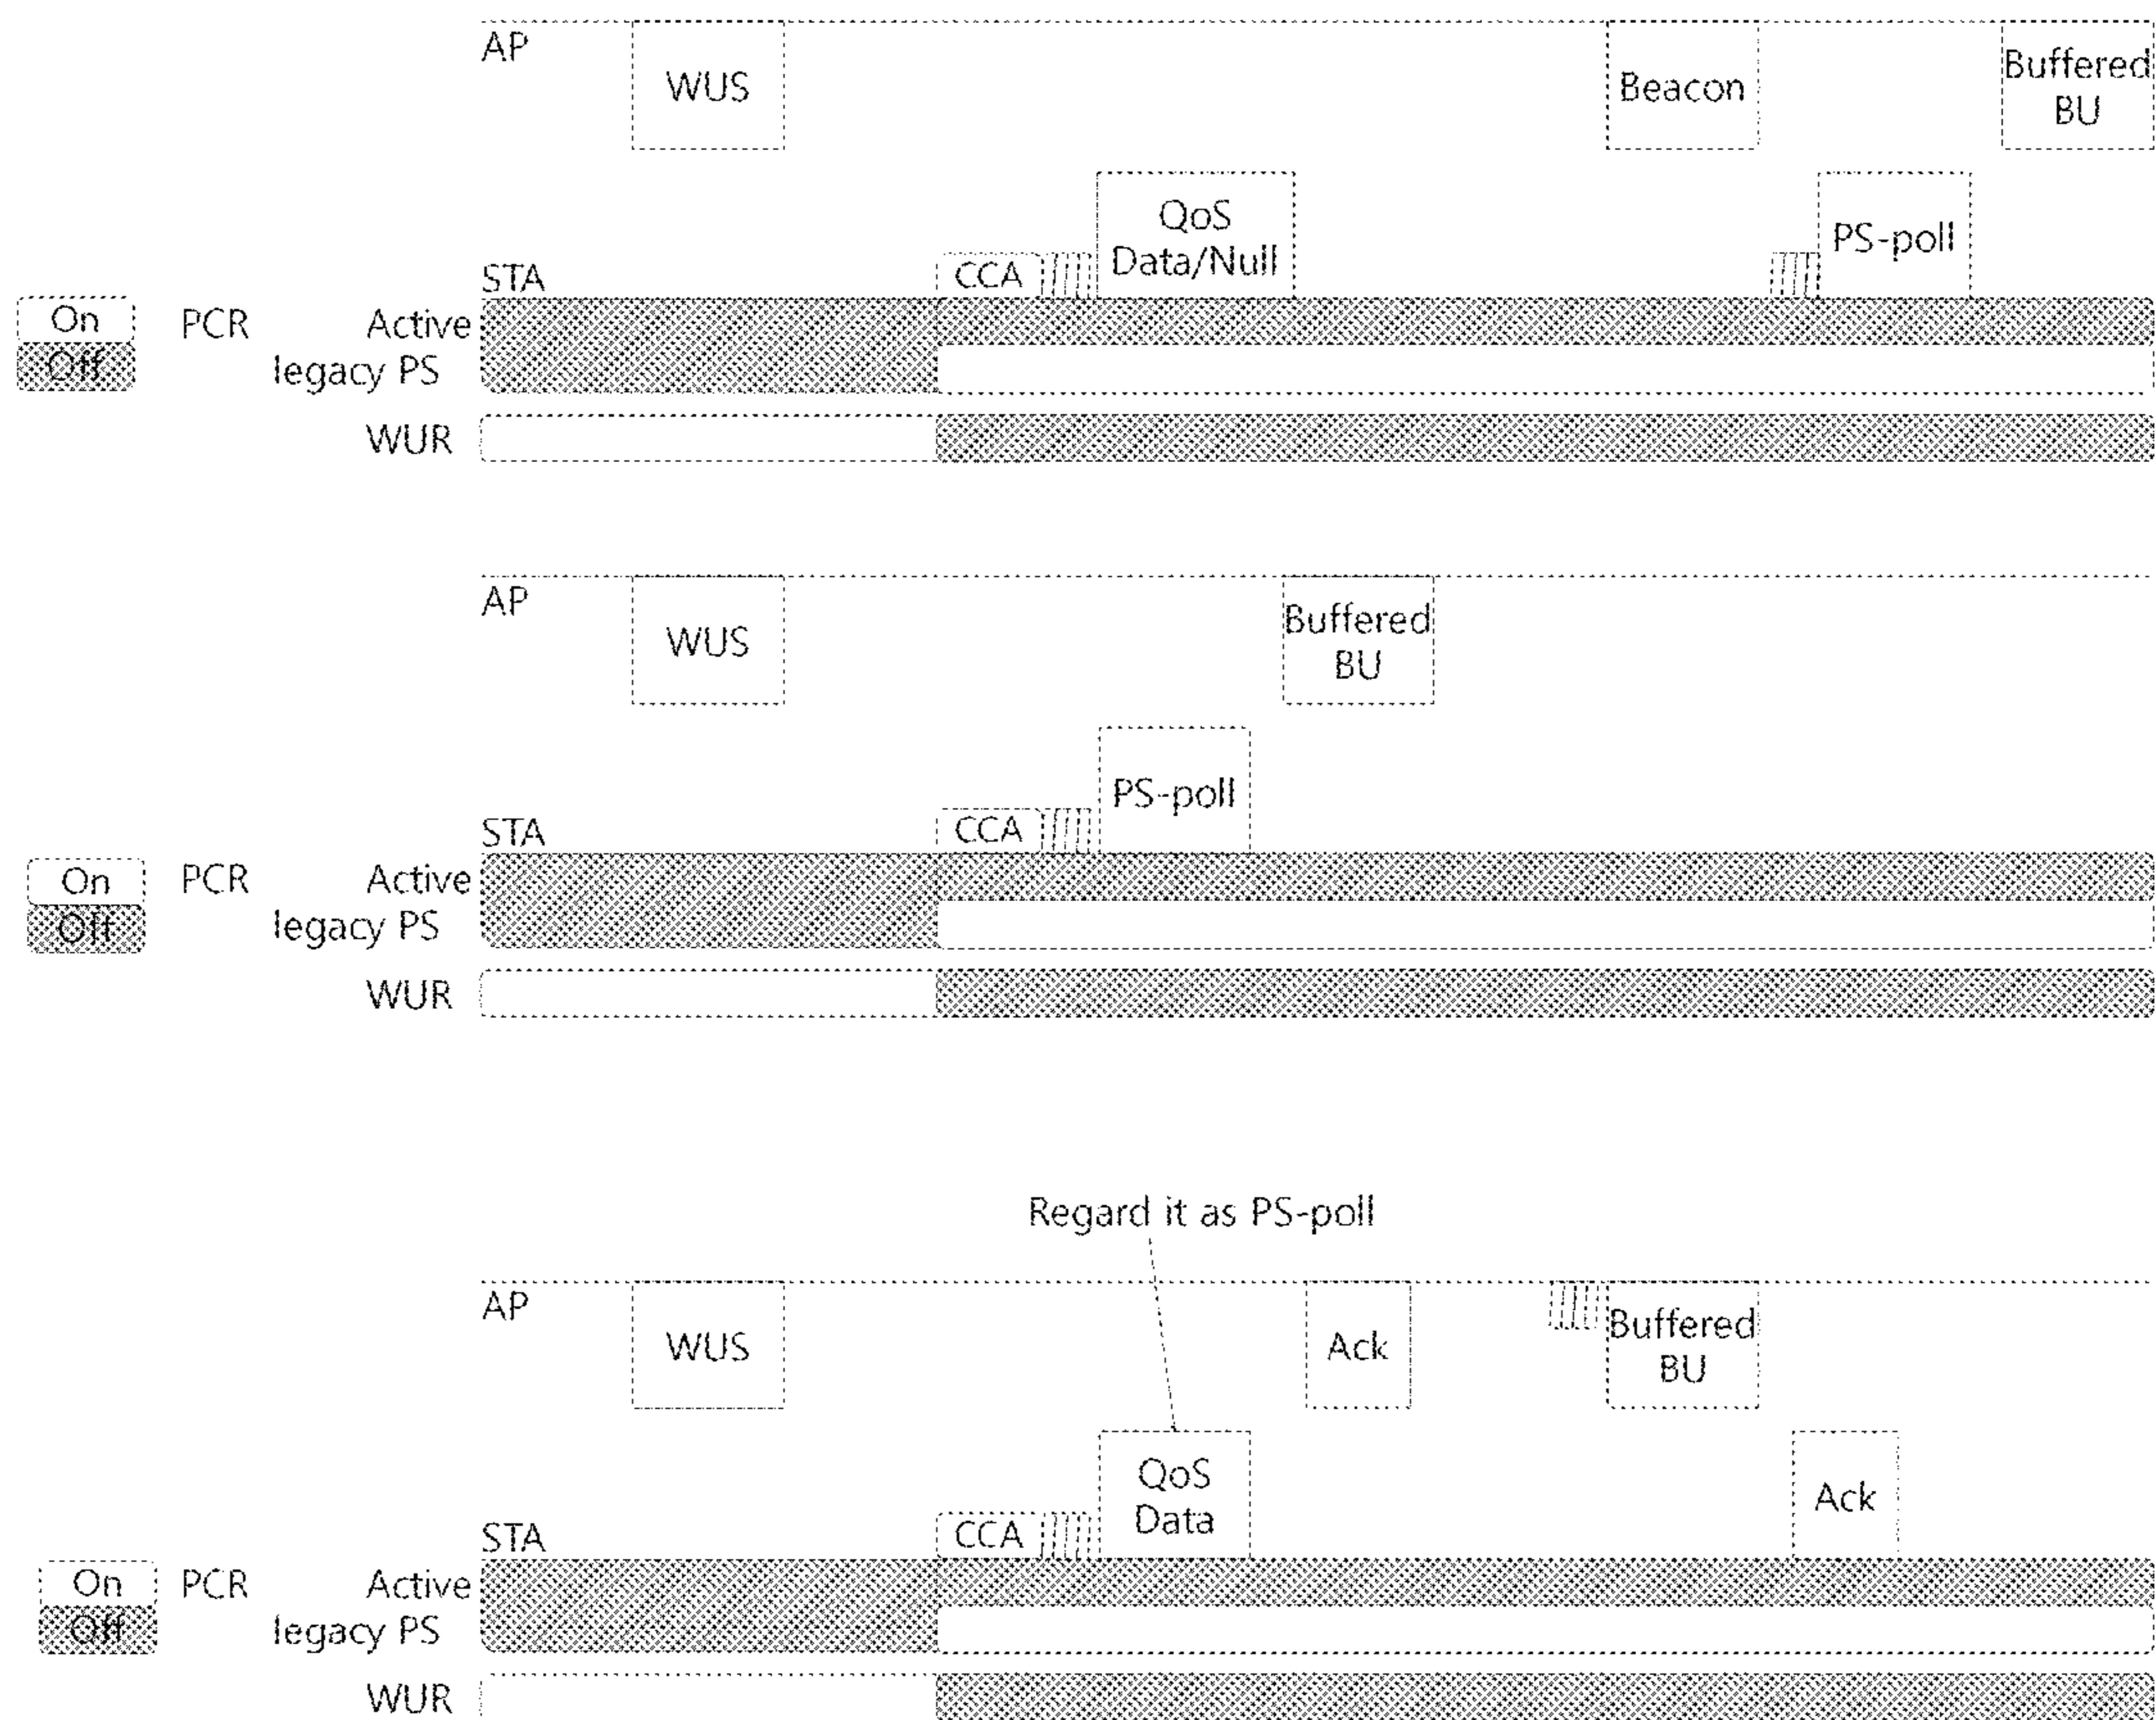 AP
WUS
Beacon
Buffered
BU
QoS
Data/Null
PS-poll
STA
CCA
On
Off
PCR
Active
legacy PS
WUR
AP
WUS
Buffered
BU
PS-poll
STA
CCA
On
Off
PCR
Active
legacy PS
WUR
Regard it as PS-poll
AP
WUS
Ack
Buffered
BU
QoS
Data
Ack
STA
CCA
On
Off
PCR
Active
legacy PS
WUR